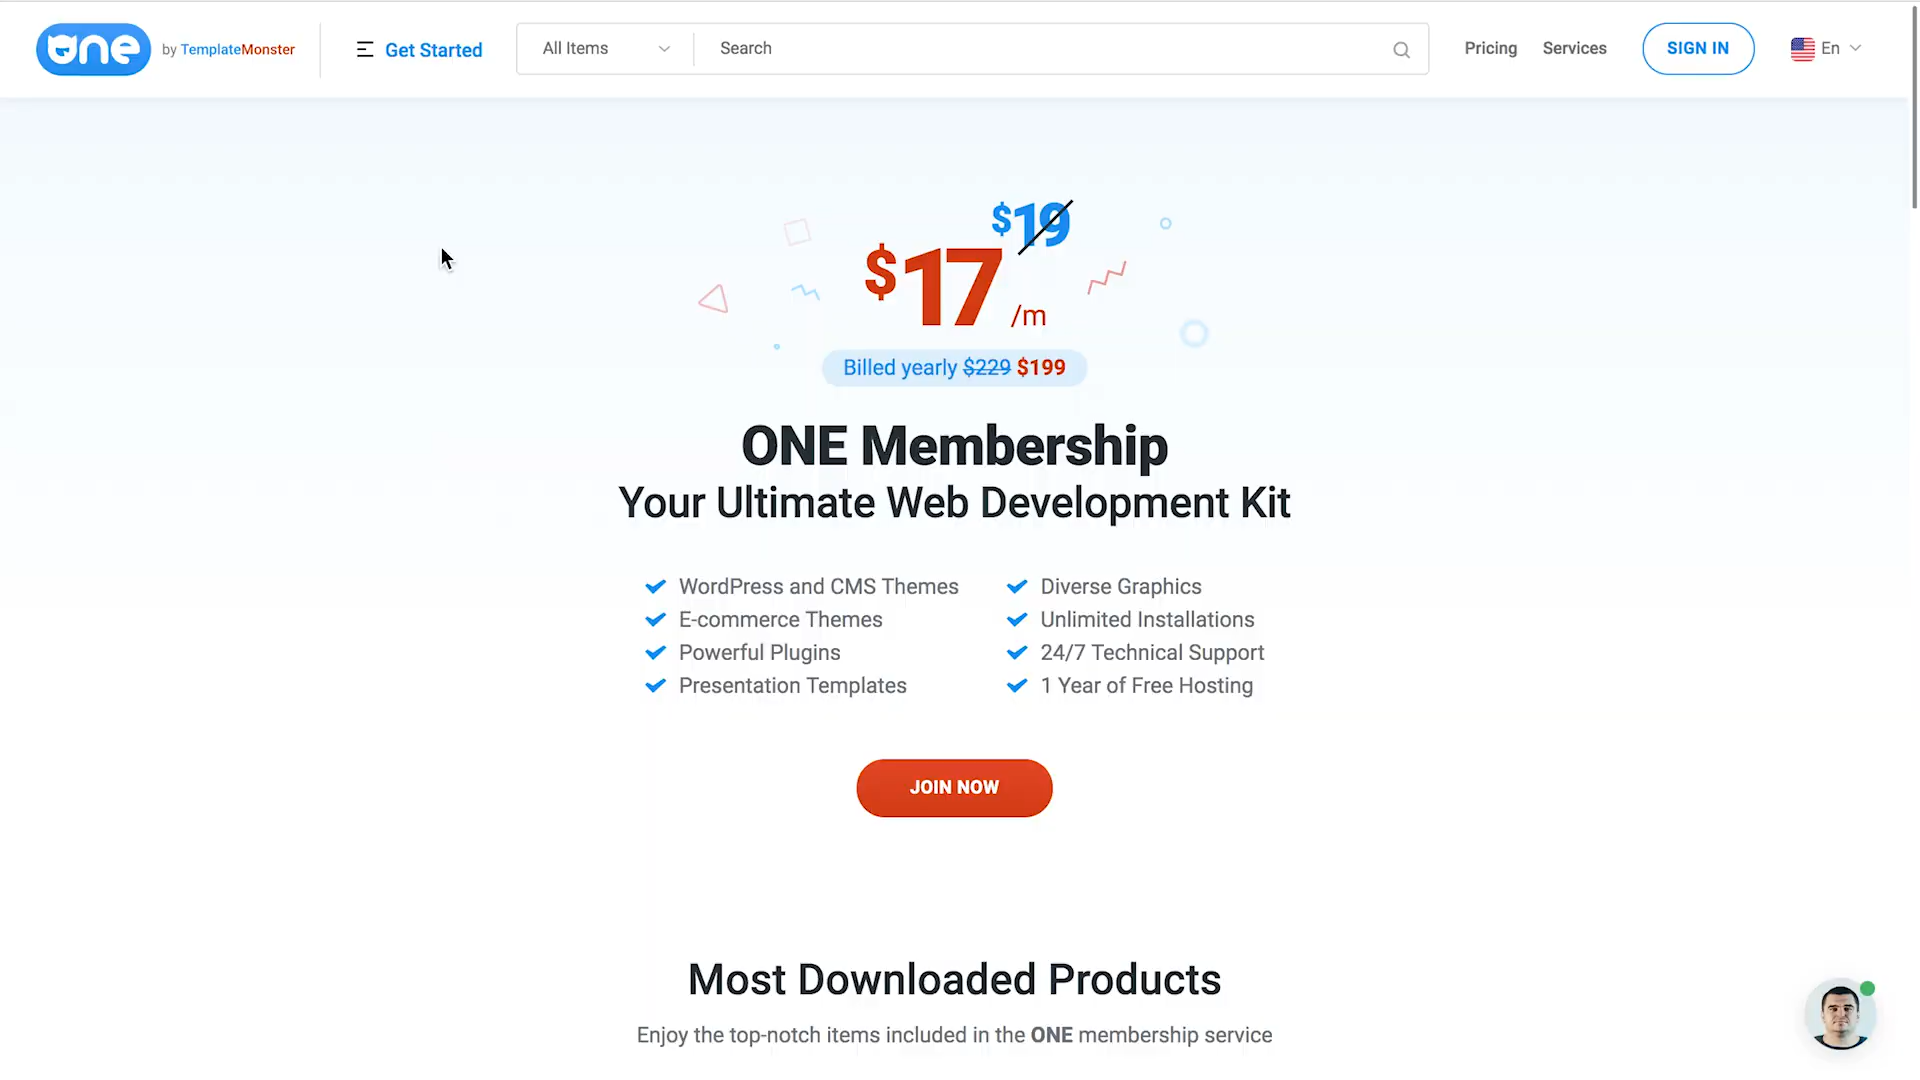 one by TemplateMonster
Get Started
All Items
Search
Pricing
Services
SIGN IN
En
$19
$17 /m
Billed yearly $229 $199
ONE Membership
Your Ultimate Web Development Kit
WordPress and CMS Themes
E-commerce Themes
Powerful Plugins
Presentation Templates
Diverse Graphics
Unlimited Installations
24/7 Technical Support
1 Year of Free Hosting
JOIN NOW
Most Downloaded Products
Enjoy the top-notch items included in the ONE membership service